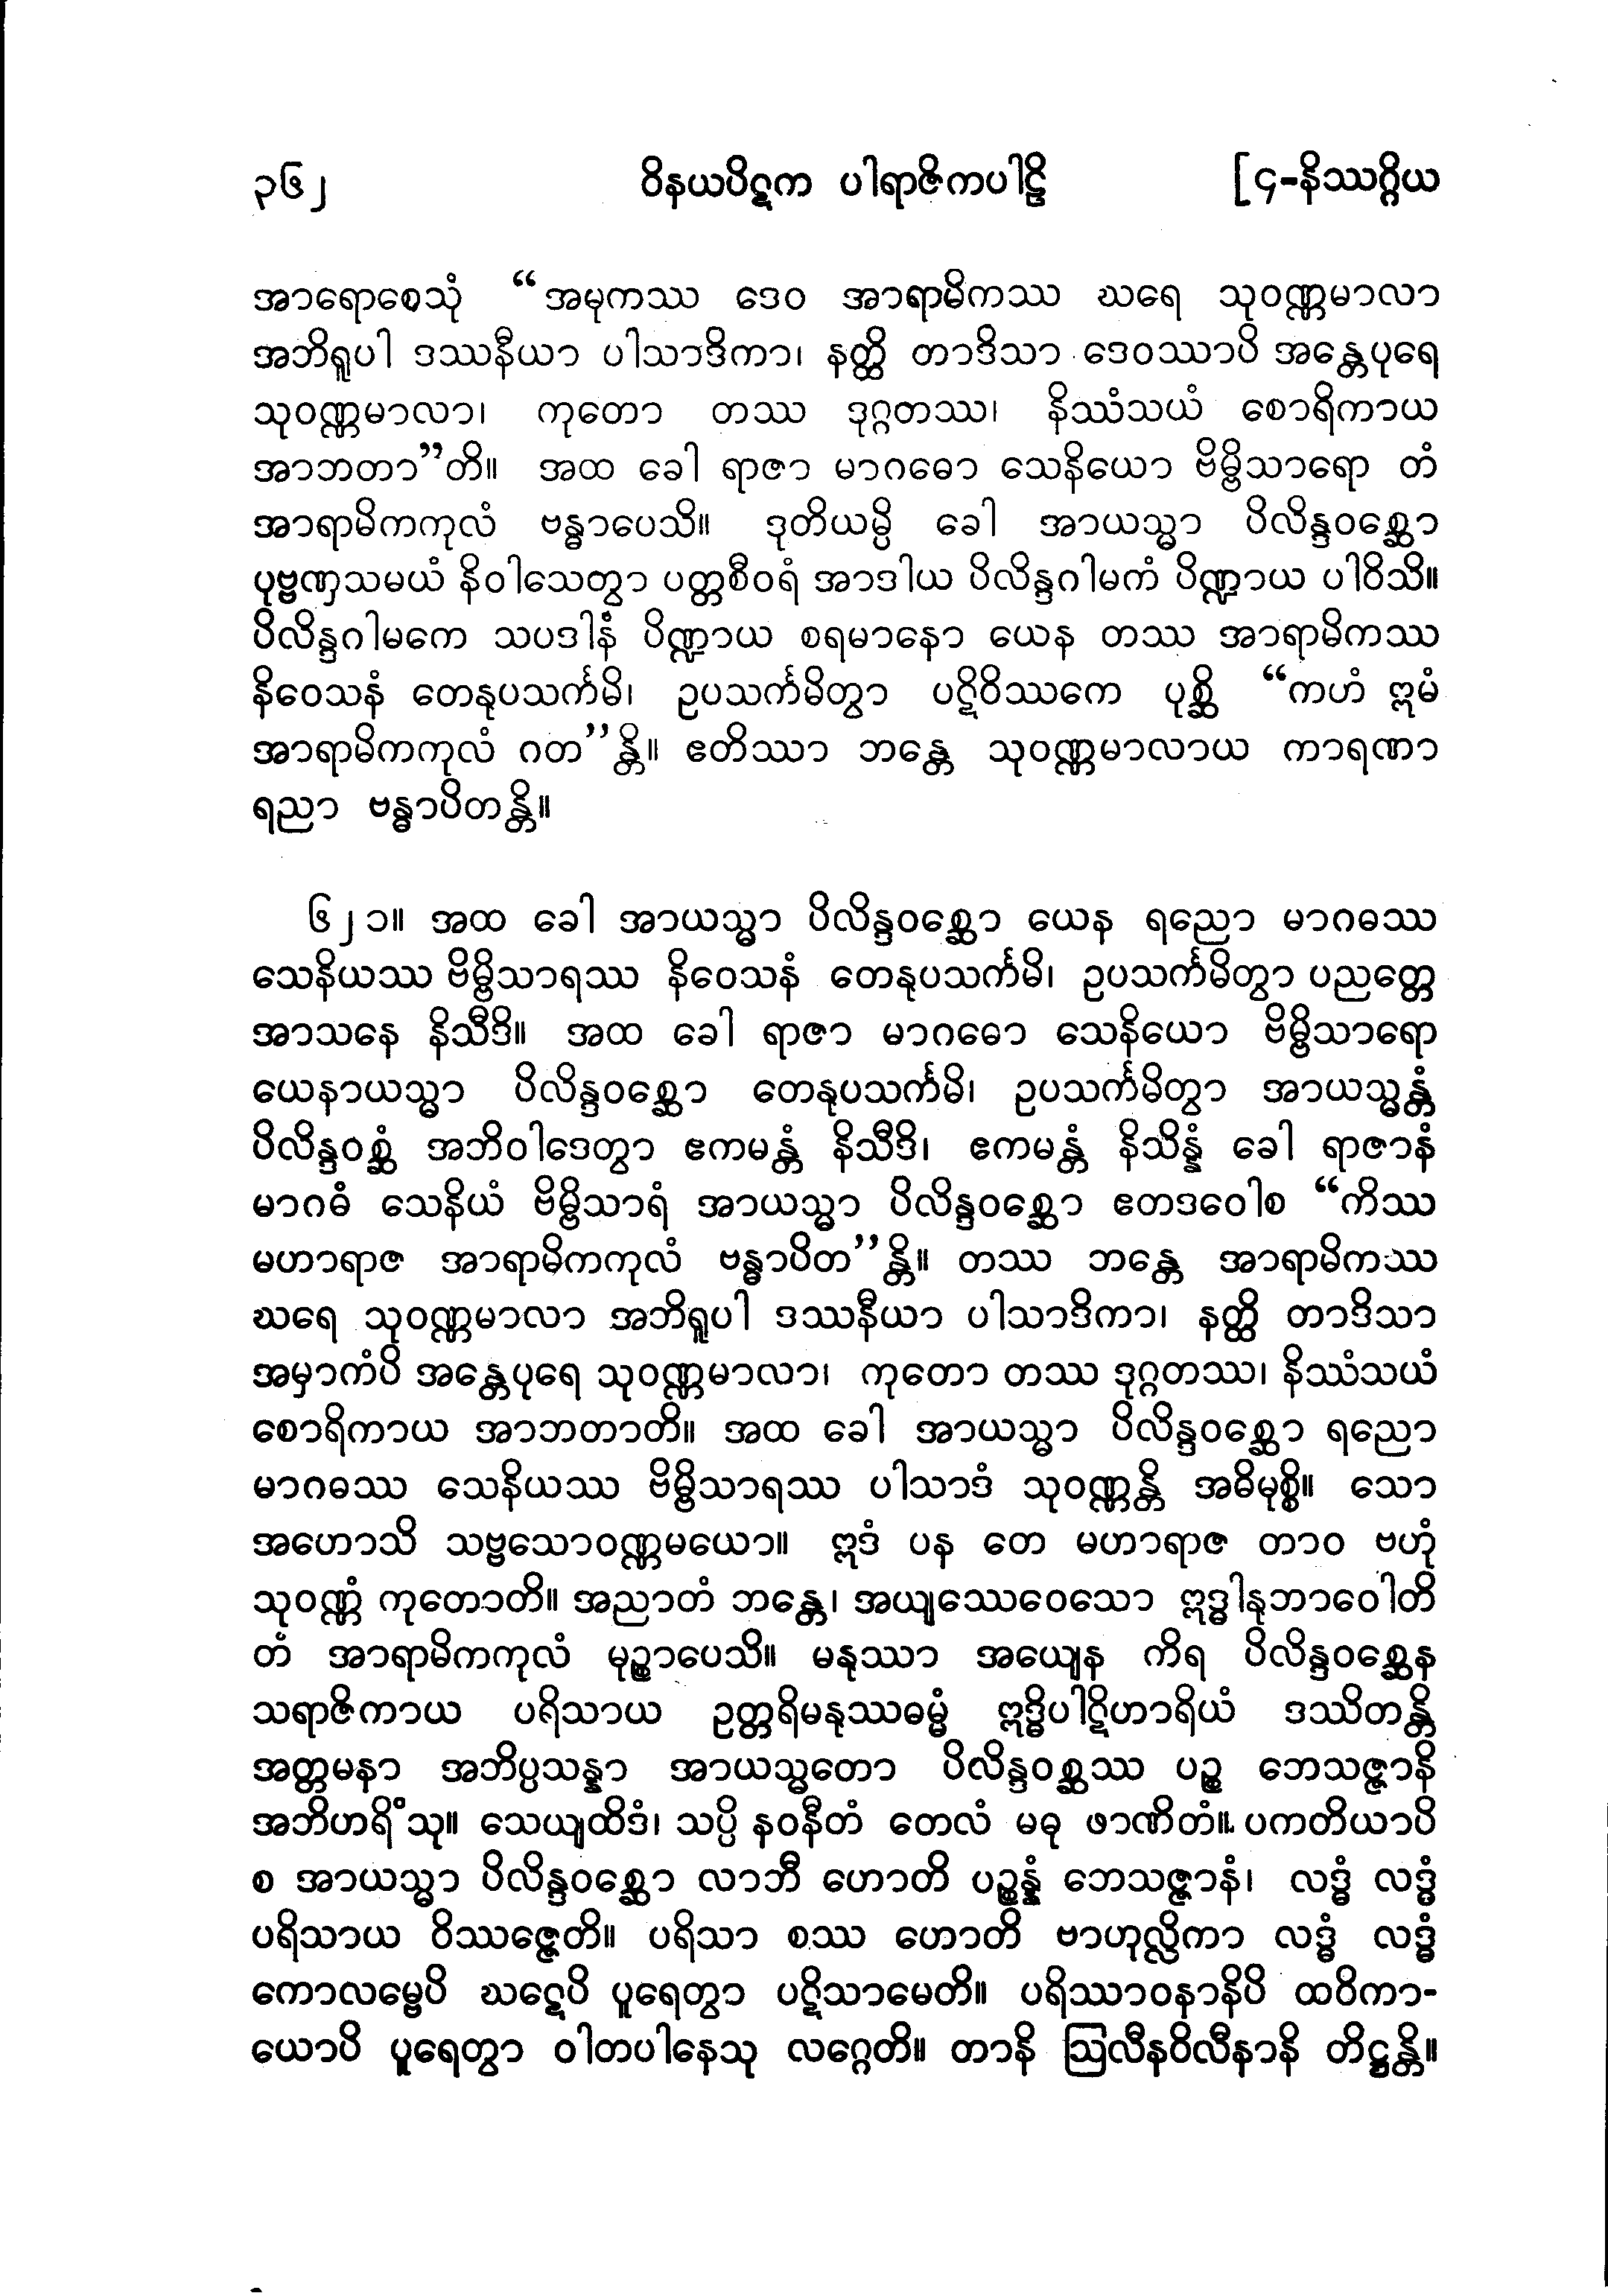 ၃၆၂ ဝိနယပိဋက ပါရာဇိကပါဠိ [၄-နိဿဂ္ဂိယ
အာရောစေသုံ “အမုကဿ ဒေဝ အာရာမိကဿ ဃရေ သုဝဏ္ဏမာလာ
အဘိရူပါ ဒဿနီယာ ပါသာဒိကာ၊ နတ္ထိ တာဒိသာ ဒေဝဿာပိ အန္တေပုရေ
သုဝဏ္ဏမာလာ၊ ကုတော တဿ ဒုဂ္ဂတဿ၊ နိဿံသယံ စောရိကာယ
အာဘတာ”တိ။ အထ ခေါ ရာဇာ မာဂဓော သေနိယော ဗိမ္ဗိသာရော တံ
အာရာမိကကုလံ ဗန္ဓာပေသိ။ ဒုတိယမ္ပိ ခေါ အာယသ္မာ ပိလိန္ဒဝစ္ဆော
ပုဗ္ဗဏှသမယံ နိဝါသေတွာ ပတ္တစီဝရံ အာဒါယ ပိလိန္ဒဂါမကံ ပိဏ္ဍာယ ပါဝိသိ။
ပိလိန္ဒဂါမကေ သပဒါနံ ပိဏ္ဍာယ စရမာနော ယေန တဿ အာရာမိကဿ
နိဝေသနံ တေနုပသင်္ကမိ၊ ဥပသင်္ကမိတွာ ပဋိဝိဿကေ ပုစ္ဆိ “ကဟံ ဣမံ
အာရာမိကကုလံ ဂတ”န္တိ။ ဧတိဿာ ဘန္တေ သုဝဏ္ဏမာလာယ ကာရဏာ
ရညာ ဗန္ဓာပိတန္တိ။
၆၂၁။ အထ ခေါ အာယသ္မာ ပိလိန္ဒဝစ္ဆော ယေန ရညော မာဂဓဿ
သေနိယဿ ဗိမ္ဗိသာရဿ နိဝေသနံ တေနုပသင်္ကမိ၊ ဥပသင်္ကမိတွာ ပညတ္တေ
အာသနေ နိသီဒိ။ အထ ခေါ ရာဇာ မာဂဓော သေနိယော ဗိမ္ဗိသာရော
ယေနာယသ္မာ ပိလိန္ဒဝစ္ဆော တေနုပသင်္ကမိ၊ ဥပသင်္ကမိတွာ အာယသ္မန္တံ
ပိလိန္ဒဝစ္ဆံ အဘိဝါဒေတွာ ဧကမန္တံ နိသီဒိ၊ ဧကမန္တံ နိသိန္နံ ခေါ ရာဇာနံ
မာဂဓံ သေနိယံ ဗိမ္ဗိသာရံ အာယသ္မာ ပိလိန္ဒဝစ္ဆော ဧတဒဝေါစ “ကိဿ
မဟာရာဇ အာရာမိကကုလံ ဗန္ဓာပိတ”န္တိ။ တဿ ဘန္တေ အာရာမိကဿ
ဃရေ သုဝဏ္ဏမာလာ အဘိရူပါ ဒဿနီယာ ပါသာဒိကာ၊ နတ္ထိ တာဒိသာ
အမှာကံပိ အန္တေပုရေ သုဝဏ္ဏမာလာ၊ ကုတော တဿ ဒုဂ္ဂတဿ၊ နိဿံသယံ
စောရိကာယ အာဘတာတိ။ အထ ခေါ အာယသ္မာ ပိလိန္ဒဝစ္ဆော ရညော
မာဂဓဿ သေနိယဿ ဗိမ္ဗိသာရဿ ပါသာဒံ သုဝဏ္ဏန္တိ အဓိမုစ္စိ။ သော
အဟောသိ သဗ္ဗသောဝဏ္ဏမယော။ ဣဒံ ပန တေ မဟာရာဇ တာဝ ဗဟုံ
သုဝဏ္ဏံ ကုတောတိ။ အညာတံ ဘန္တေ၊ အယျဿေဝေသော ဣဒ္ဓါနုဘာဝေါတိ
တံ အာရာမိကကုလံ မုဉ္စာပေသိ။ မနုဿာ အယျေန ကိရ ပိလိန္ဒဝစ္ဆေန
သရာဇိကာယ ပရိသာယ ဥတ္တရိမနုဿဓမ္မံ ဣဒ္ဓိပါဋိဟာရိယံ ဒဿိတန္တိ
အတ္တမနာ အဘိပ္ပသန္နာ အာယသ္မတော ပိလိန္ဒဝစ္ဆဿ ပဉ္စ ဘေသဇ္ဇာနိ
အဘိဟရိံသု။ သေယျထိဒံ၊ သပ္ပိ နဝနီတံ တေလံ မဓု ဖာဏိတံ။ ပကတိယာပိ
စ အာယသ္မာ ပိလိန္ဒဝစ္ဆော လာဘီ ဟောတိ ပဉ္စန္နံ ဘေသဇ္ဇာနံ၊ လဒ္ဓံ လဒ္ဓံ
ပရိသာယ ဝိဿဇ္ဇေတိ။ ပရိသာ စဿ ဟောတိ ဗာဟုလ္လိကာ လဒ္ဓံ လဒ္ဓံ
ကောလမ္ဗေပိ ဃဋေပိ ပူရေတွာ ပဋိသာမေတိ။ ပရိဿာဝနာနိပိ ထဝိကာ-
ယောပိ ပူရေတွာ ဝါတပါနေသု လဂ္ဂေတိ။ တာနိ ဩလီနဝိလီနာနိ တိဋ္ဌန္တိ။